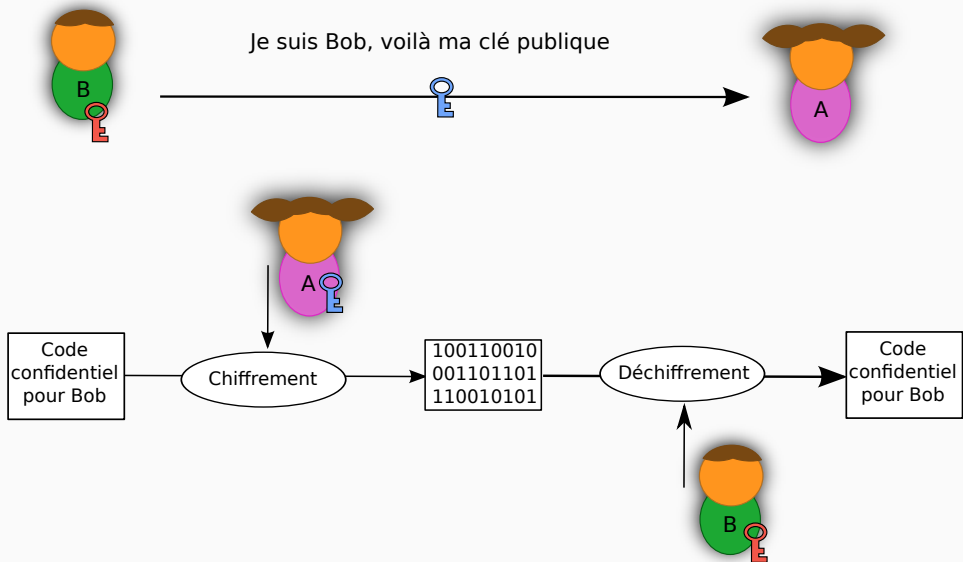 Je suis Bob, voilà ma clé publique
B
A
A
Code
confidentiel
pour Bob
Chiffrement
100110010
001101101
110010101
Déchiffrement
Code
confidentiel
pour Bob
B